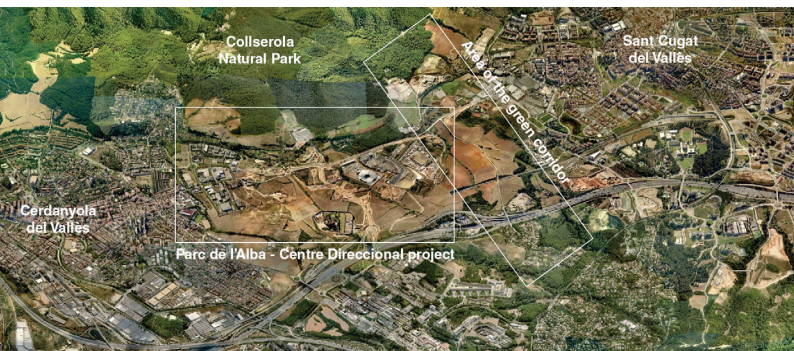 Collserola
Natural Park
Area of the green corridor
Sant Cugat
del Vallès
Cerdanyola
del Vallès
Parc de l'Alba - Centre Direccional project